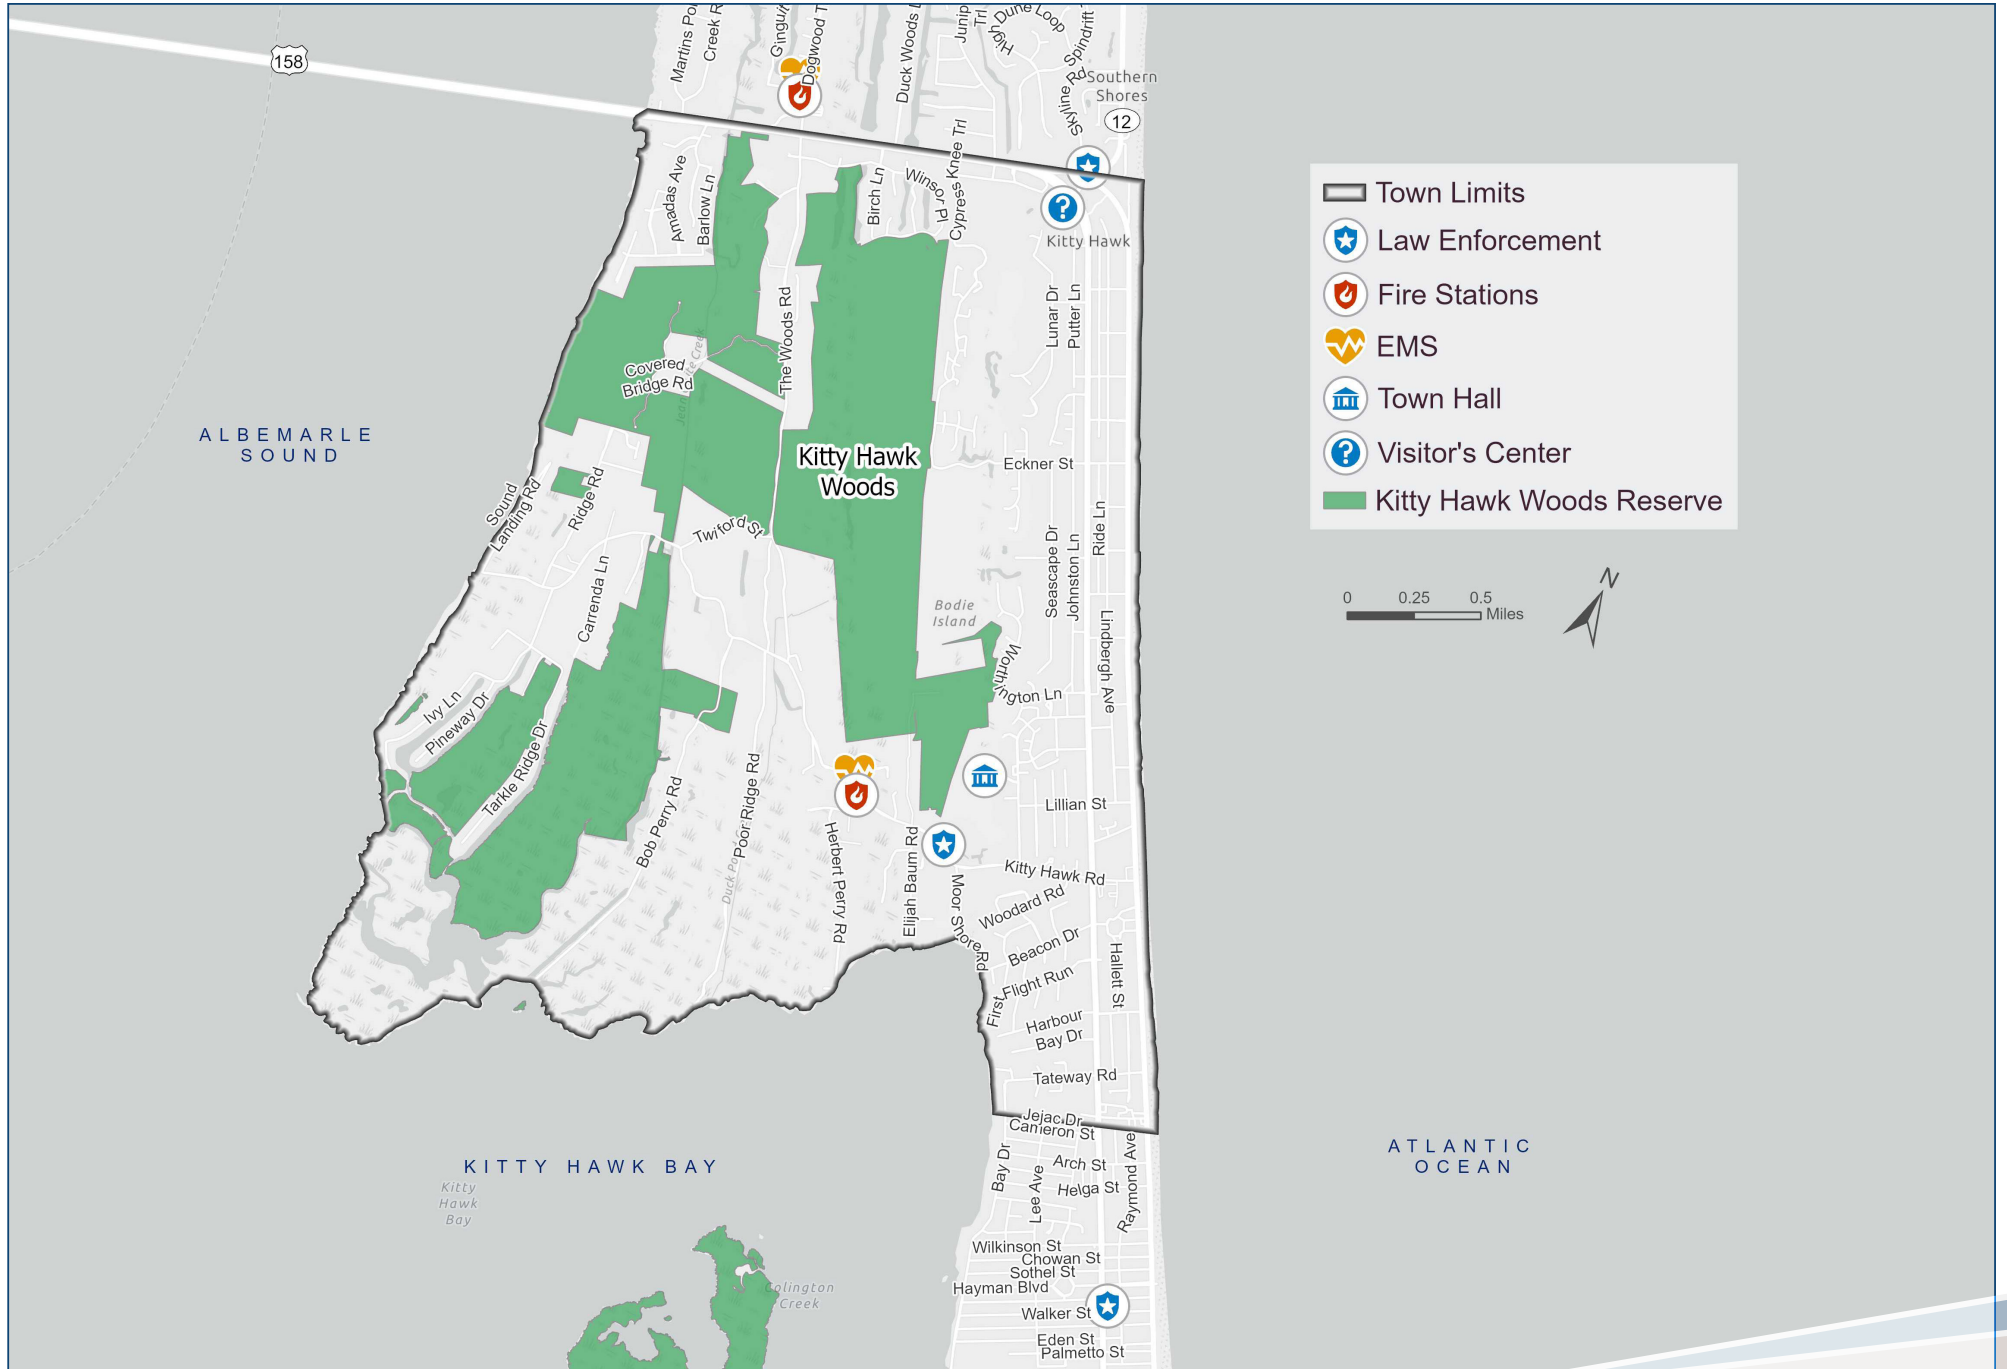 158
Martins Po
Creek R
Ginguit
Dogwood T
Duck Woods
Junip
Trl
High Dune Loop
Spindrift
Skyline Rd
Southern
Shores
12
Amadas Ave
Barlow Ln
Birch Ln
Winsor Pl
Cypress Knee Trl
Kitty Hawk
Lunar Dr
Putter Ln
The Woods Rd
Covered
Bridge Rd
Kitty Hawk
Woods
Eckner St
ALBEMARLE
SOUND
Sound
Landing Rd
Ridge Rd
Twiford St
Carrenda Ln
Seascape Dr
Johnston Ln
Ride Ln
Bodie
Island
Lindbergh Ave
Worthington Ln
Ivy Ln
Pineway Dr
Tarkle Ridge Dr
Bob Perry Rd
Poor Ridge Rd
Duck Po
Herbert Perry Rd
Elijah Baum Rd
Lillian St
Kitty Hawk Rd
Moor Shore Rd
Woodard Rd
Beacon Dr
First Flight Run
Hallett St
Harbour
Bay Dr
Tateway Rd
Jejac Dr
Cameron St
Bay Dr
Lee Ave
Arch St
Helga St
Raymond Ave
KITTY HAWK BAY
Kitty
Hawk
Bay
Wilkinson St
Chowan St
Sothel St
Hayman Blvd
Walker St
Eden St
Palmetto St
Colington
Creek
ATLANTIC
OCEAN
Town Limits
Law Enforcement
Fire Stations
EMS
Town Hall
Visitor's Center
Kitty Hawk Woods Reserve
0 0.25 0.5
Miles
N